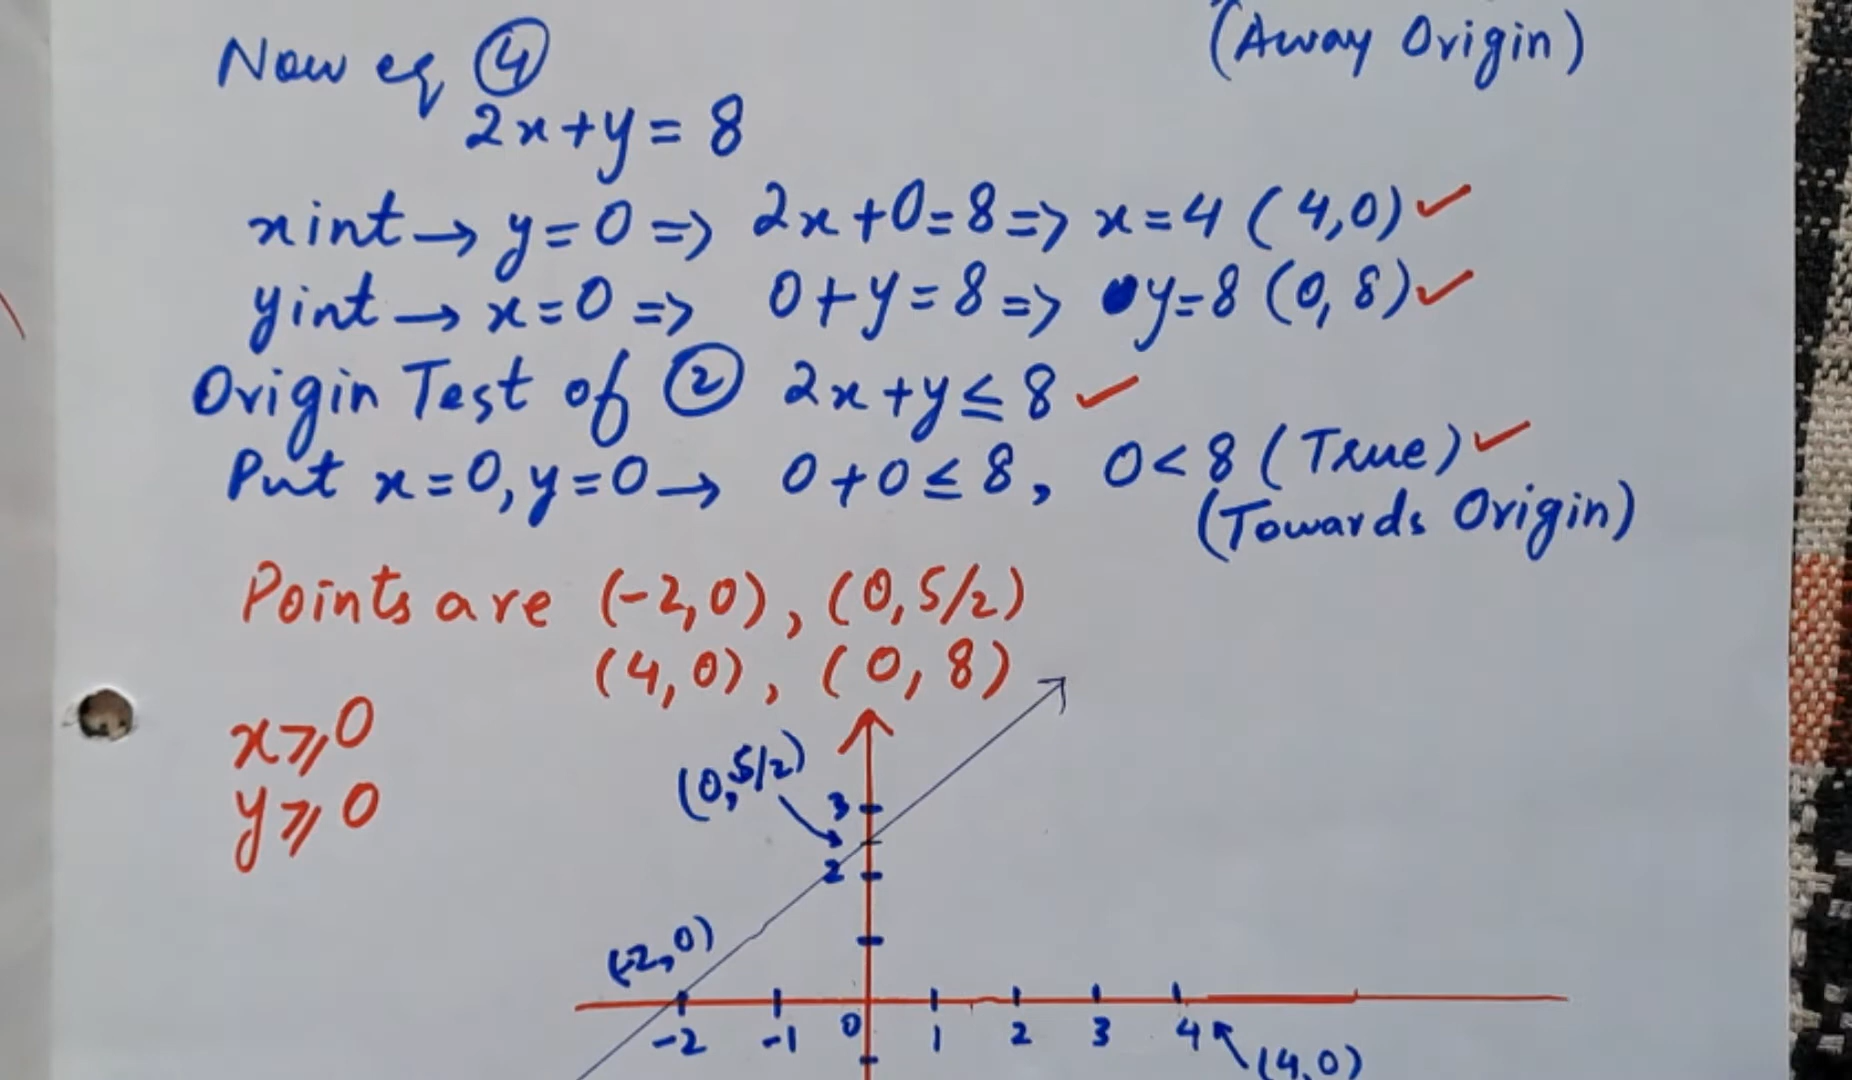 (Away Origin)
Now eq ④
2x+y=8
x int → y=0 => 2x+0=8 => x=4 (4,0) ✓
y int → x=0 => 0+y=8 => y=8 (0,8) ✓
Origin Test of ② 2x+y≤8 ✓
Put x=0, y=0 → 0+0≤8, 0<8 (True) ✓
(Towards Origin)
Points are (-2,0), (0,5/2)
(4,0), (0,8)
x≥0
y≥0
(0,5/2)
3
2
(-2,0)
-2 -1 0 1 2 3 4
(4,0)